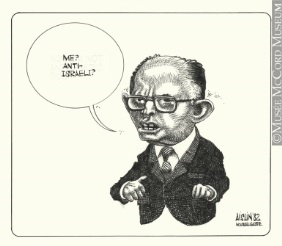 ME?
ANTI-
ISRAELI?
AISLIN '82
© MUSÉE MCCORD MUSEUM